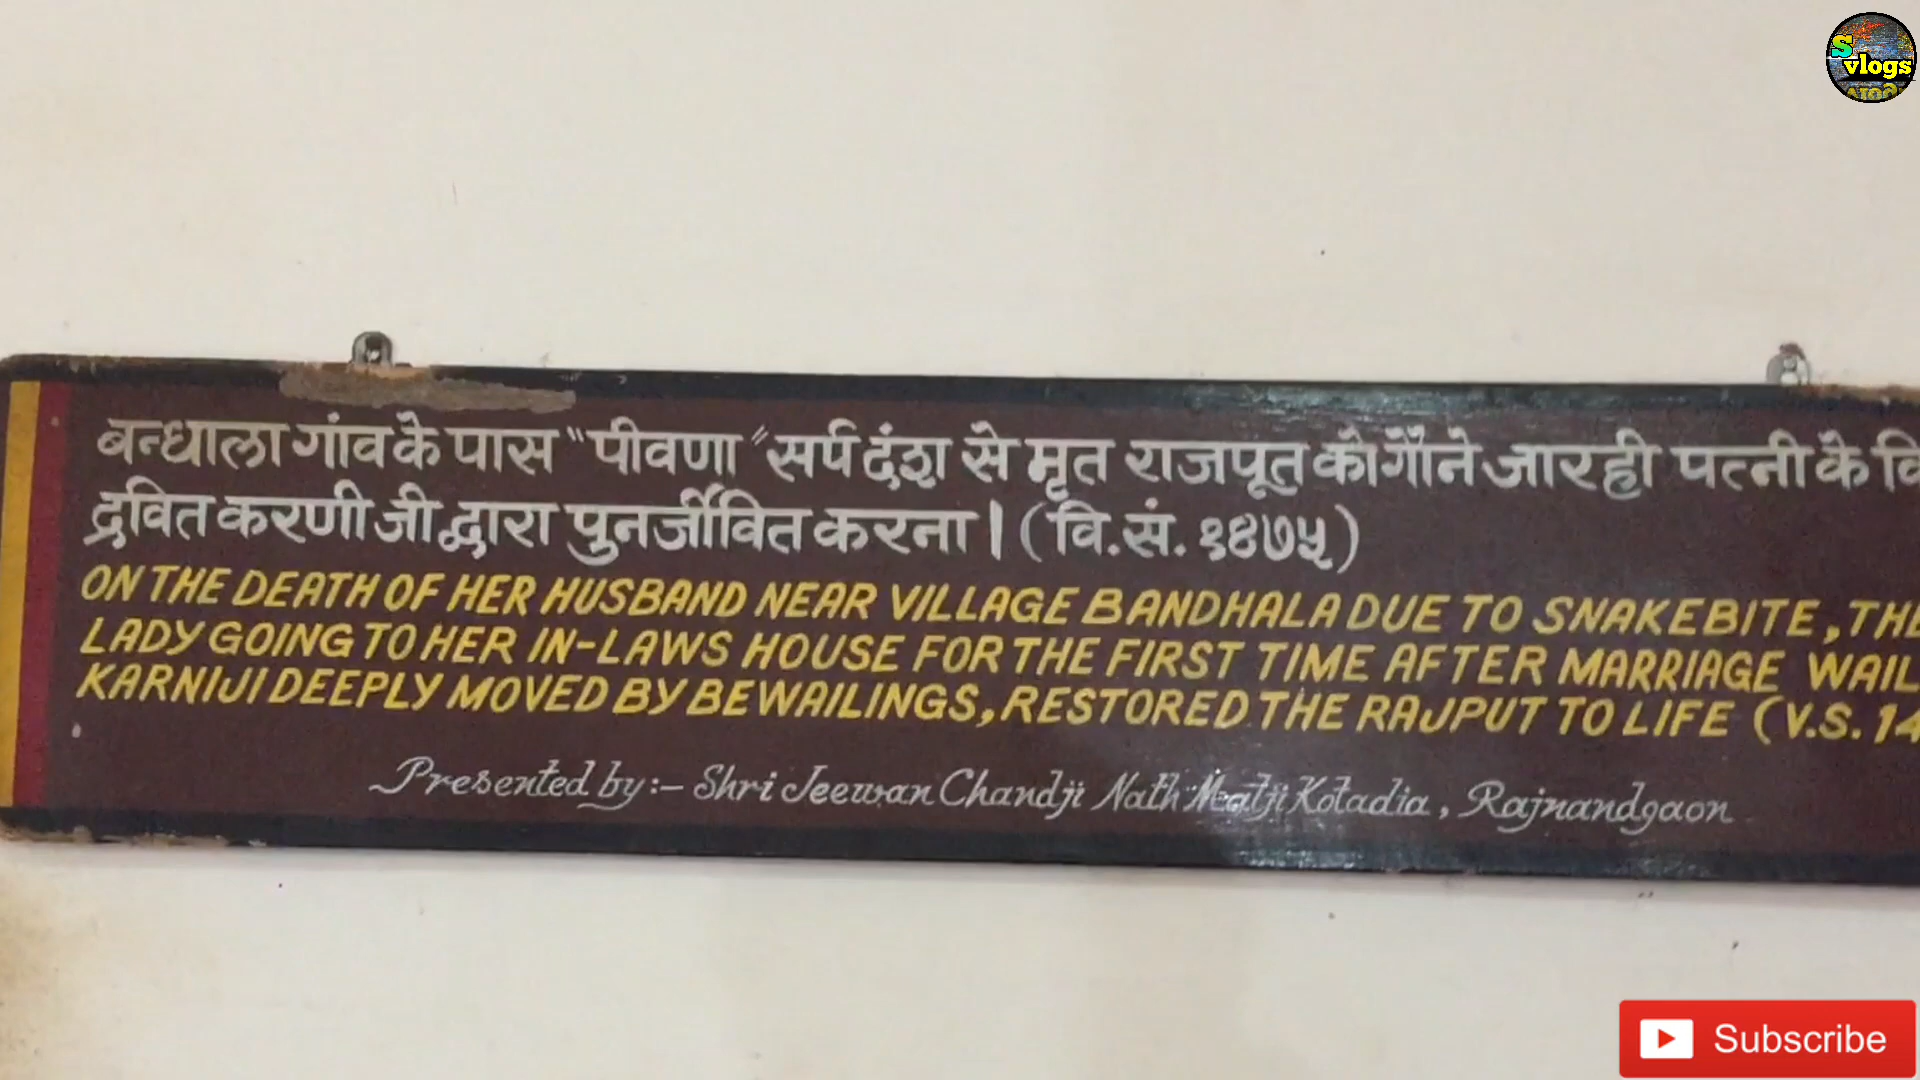 S
vlogs
बन्धाला गांव के पास "पीवणा" सर्प दंश से मृत राजपूत को गौने जा रही पत्नी के वि
द्रवित करणी जी द्वारा पुनर्जीवित करना। (वि.सं. १४७५)
ON THE DEATH OF HER HUSBAND NEAR VILLAGE BANDHALA DUE TO SNAKEBITE, THE
LADY GOING TO HER IN-LAWS HOUSE FOR THE FIRST TIME AFTER MARRIAGE WAIL
KARNIJI DEEPLY MOVED BY BEWAILINGS, RESTORED THE RAJPUT TO LIFE (V.S. 14
Presented by:- Shri Jeewan Chandji Nath Matji Kotadia, Rajnandgaon
Subscribe